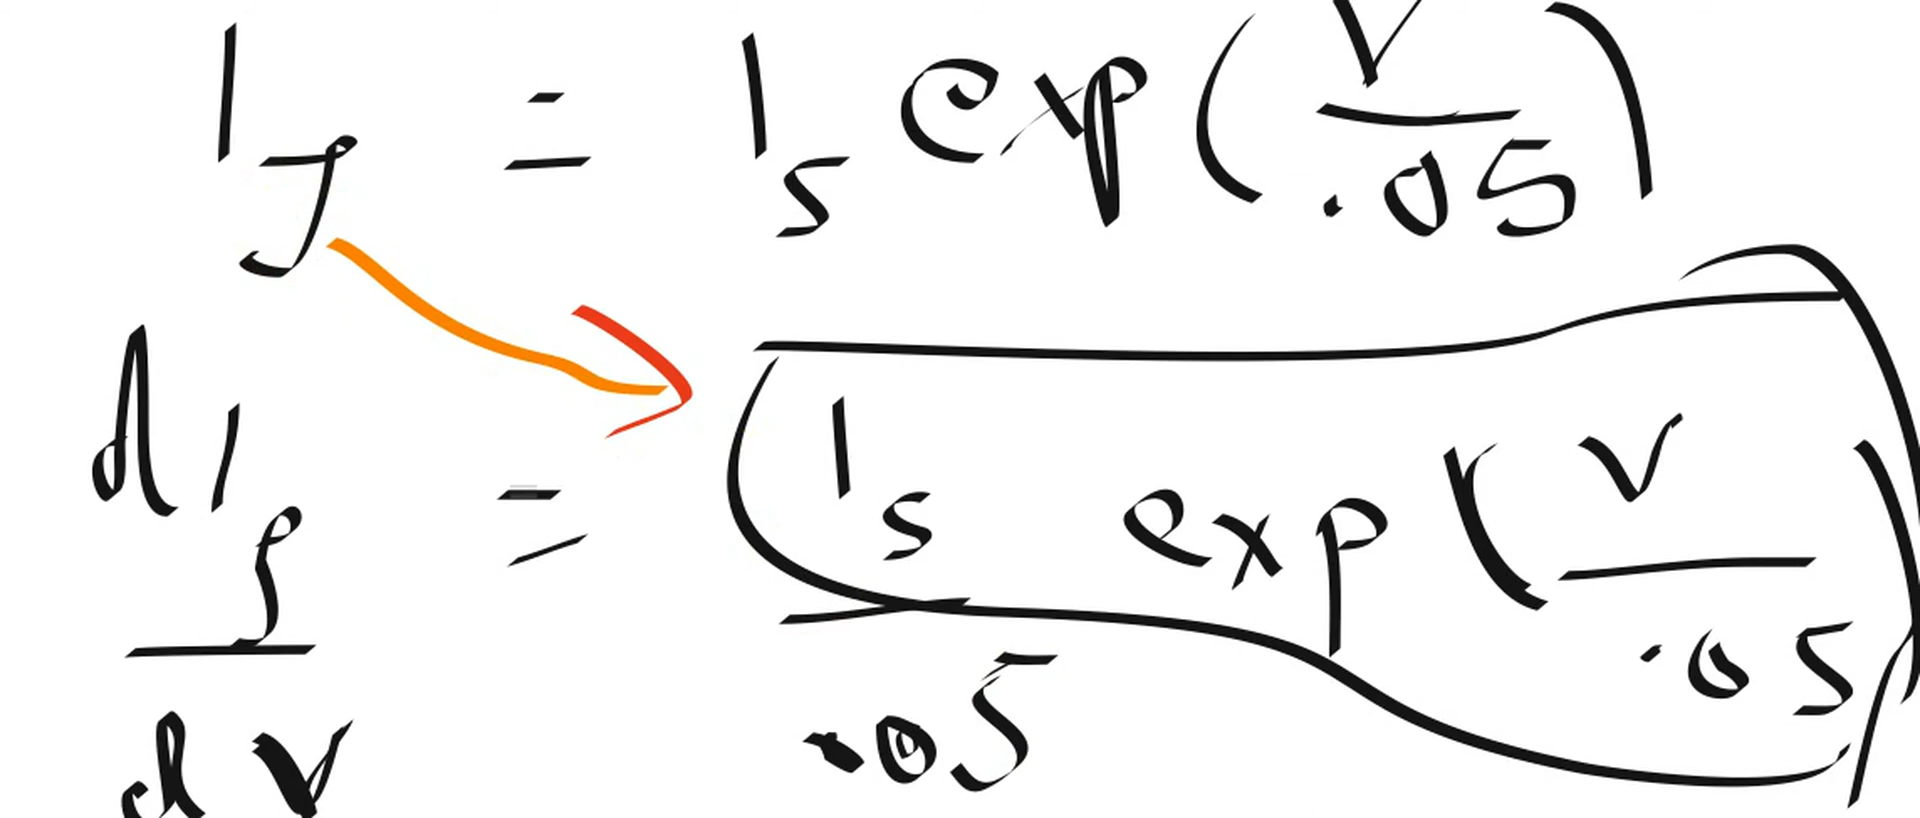 I_f = I_s exp(V/.05)
dI_f/dV = I_s/.05 exp(V/.05)